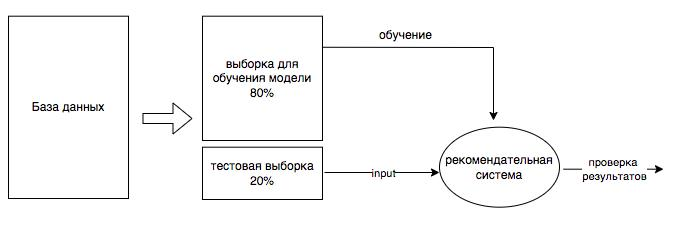 База данных
выборка для
обучения модели
80%
обучение
тестовая выборка
20%
input
рекомендательная
система
проверка
результатов